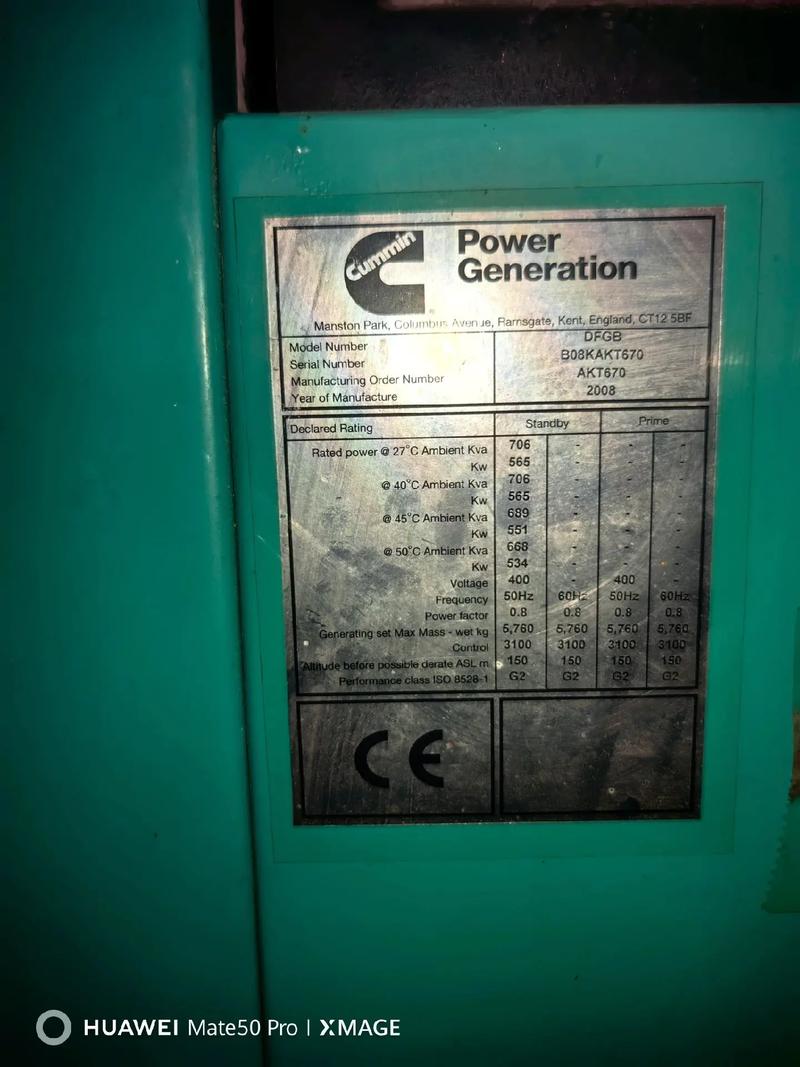 Cummin
Power
Generation
Manston Park, Columbus Avenue, Ramsgate, Kent, England, CT12 5BF
Model Number DFGB
Serial Number B08KAKT670
Manufacturing Order Number AKT670
Year of Manufacture 2008
Declared Rating Standby Prime
Rated power @ 27°C Ambient Kva 706 - - -
Kw 565 - - -
@ 40°C Ambient Kva 706 - - -
Kw 565 - - -
@ 45°C Ambient Kva 689 - - -
Kw 551 - - -
@ 50°C Ambient Kva 668 - - -
Kw 534 - - -
Voltage 400 - 400 -
Frequency 50Hz 60Hz 50Hz 60Hz
Power factor 0.8 0.8 0.8 0.8
Generating set Max Mass - wet kg 5,760 5,760 5,760 5,760
Control 3100 3100 3100 3100
Altitude before possible derate ASL m 150 150 150 150
Performance class ISO 8528-1 G2 G2 G2 G2
CE
HUAWEI Mate50 Pro | XMAGE